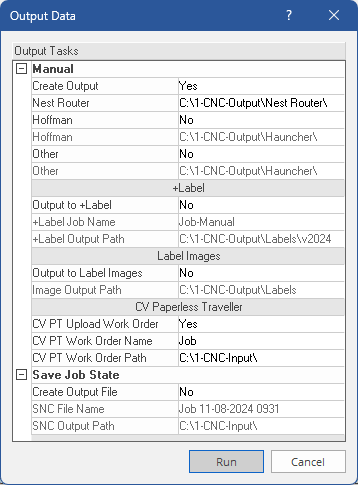 Output Data
? X
Output Tasks
Manual
Create Output Yes
Nest Router C:\1-CNC-Output\Nest Router\
Hoffman No
Hoffman C:\1-CNC-Output\Hauncher\
Other No
Other C:\1-CNC-Output\Hauncher\
+Label
Output to +Label No
+Label Job Name Job-Manual
+Label Output Path C:\1-CNC-Output\Labels\v2024
Label Images
Output to Label Images No
Image Output Path C:\1-CNC-Output\Labels
CV Paperless Traveller
CV PT Upload Work Order Yes
CV PT Work Order Name Job
CV PT Work Order Path C:\1-CNC-Input\
Save Job State
Create Output File No
SNC File Name Job 11-08-2024 0931
SNC Output Path C:\1-CNC-Input\
Run Cancel